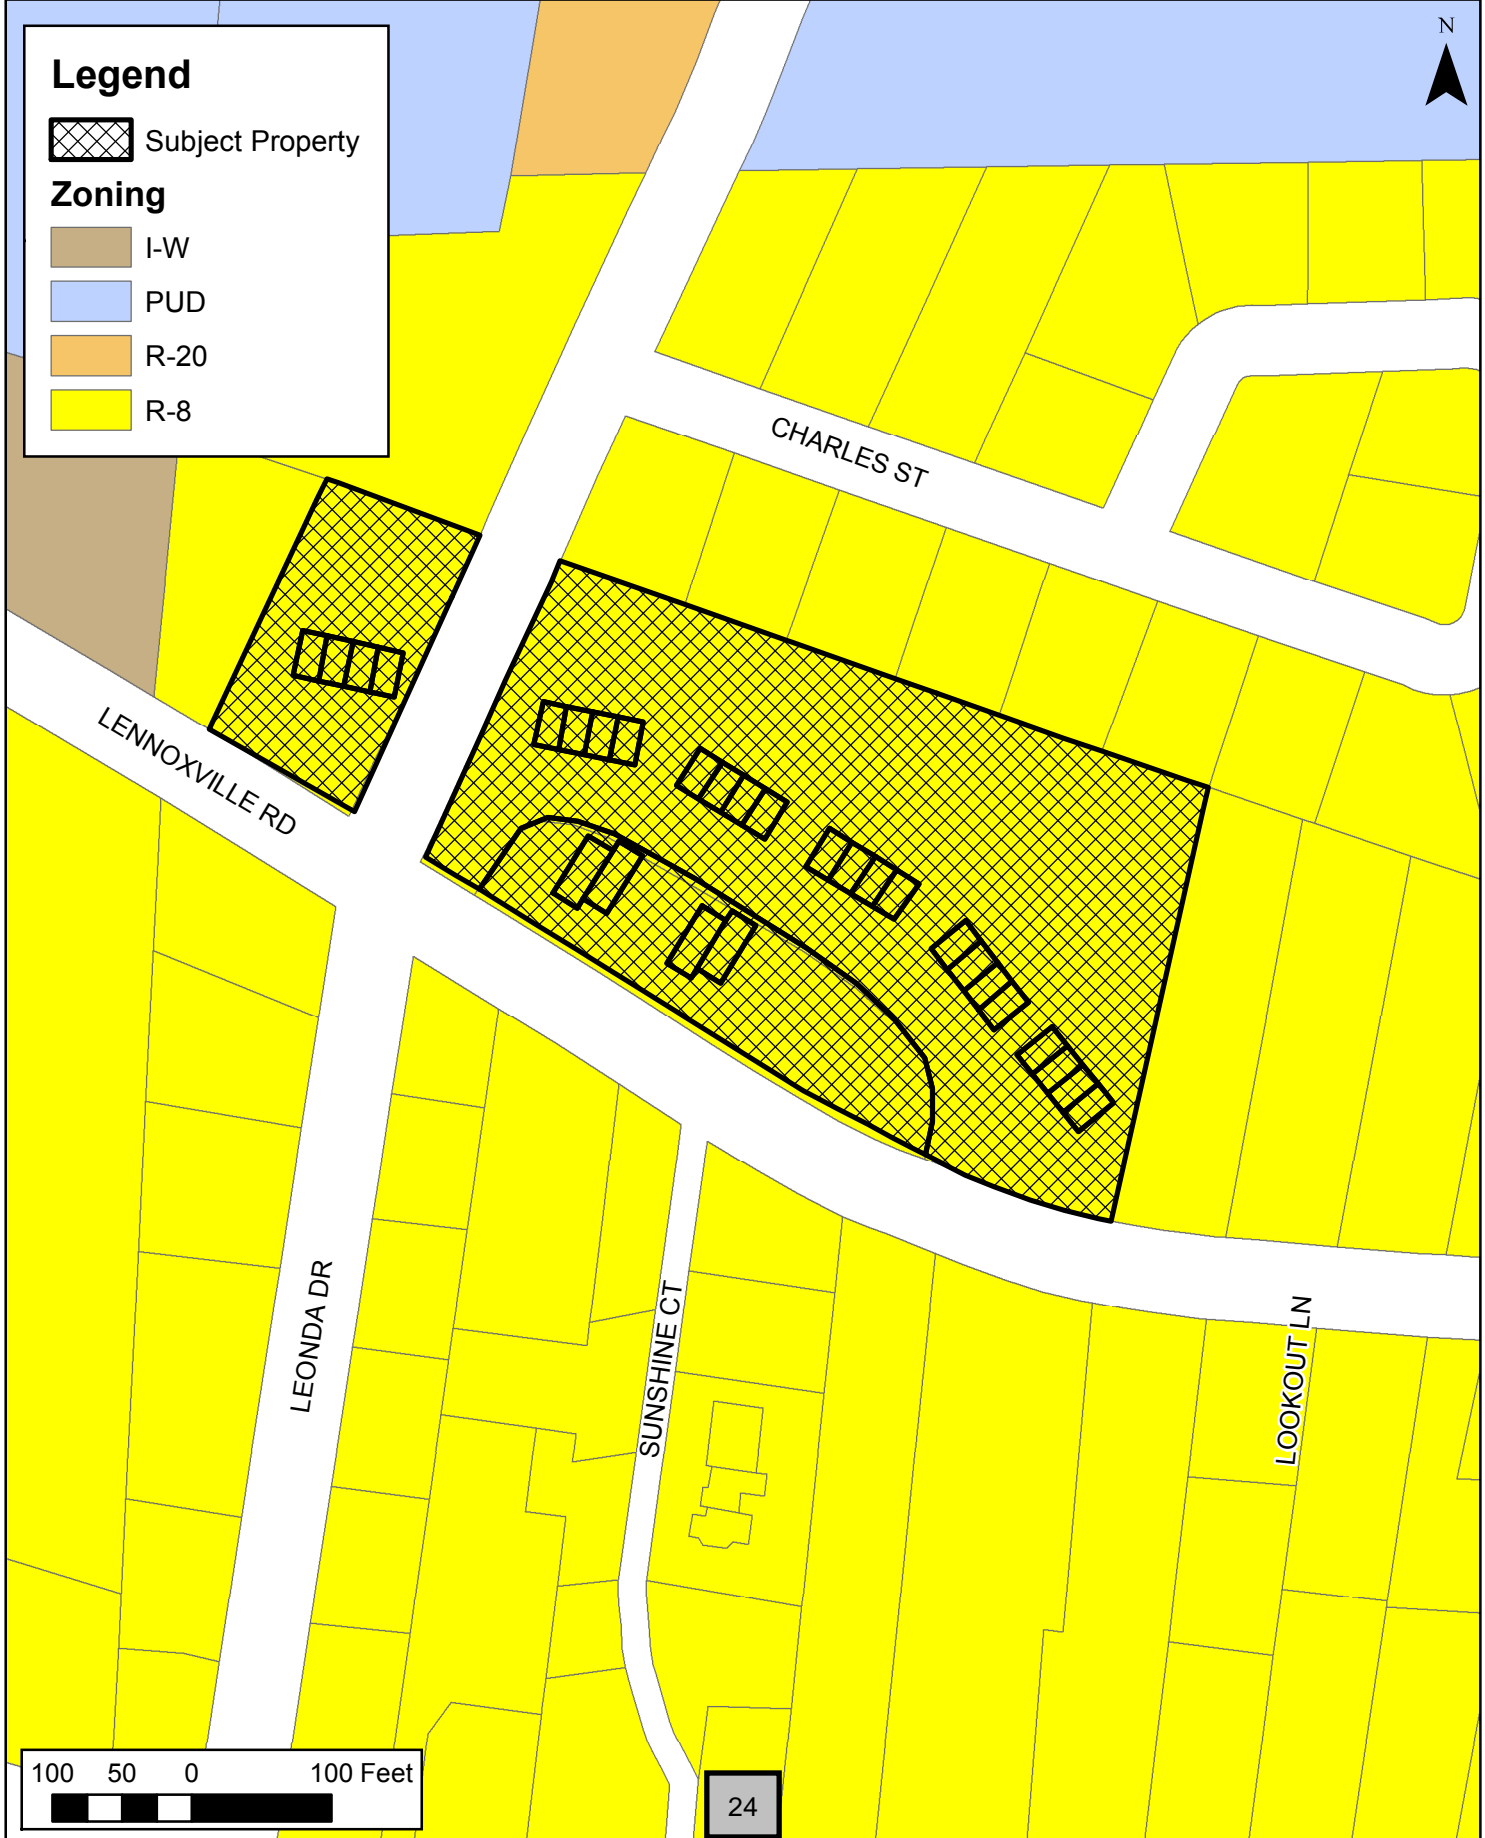 N
Legend
Subject Property
Zoning
I-W
PUD
R-20
R-8
CHARLES ST
LENNOXVILLE RD
LEONDA DR
SUNSHINE CT
LOOKOUT LN
100 50 0 100 Feet
24